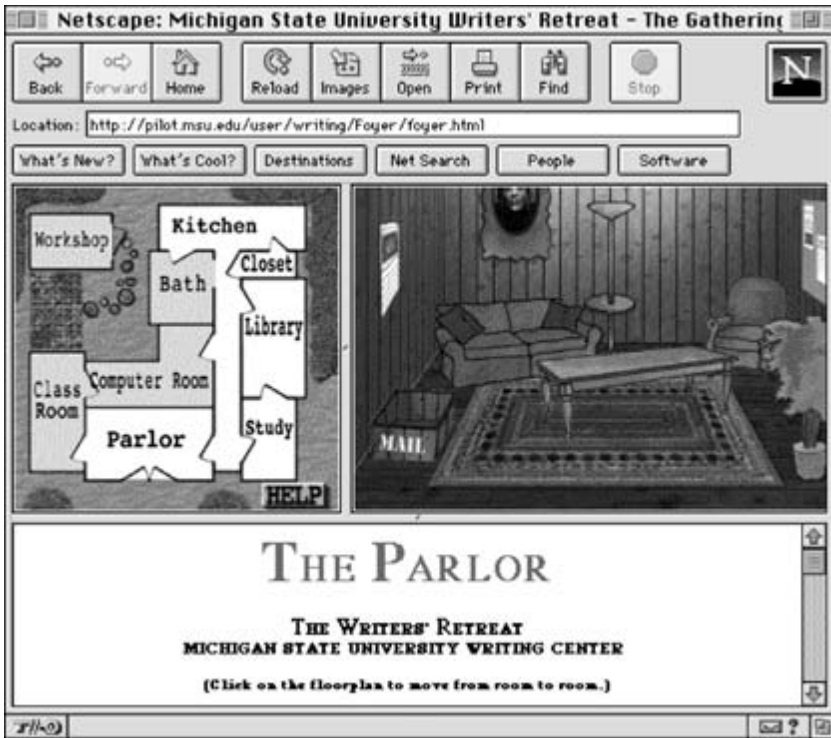 Netscape: Michigan State University Writers' Retreat - The Gathering
Back Forward Home Reload Images Open Print Find Stop
N
Location: http://pilot.msu.edu/user/writing/Foyer/foyer.html
What's New? What's Cool? Destinations Net Search People Software
Kitchen
Workshop
Closet
Bath
Library
Computer Room
Class Room
Study
Parlor
HELP
MAIL
THE PARLOR
THE WRITERS' RETREAT
MICHIGAN STATE UNIVERSITY WRITING CENTER
(Click on the floorplan to move from room to room.)
?